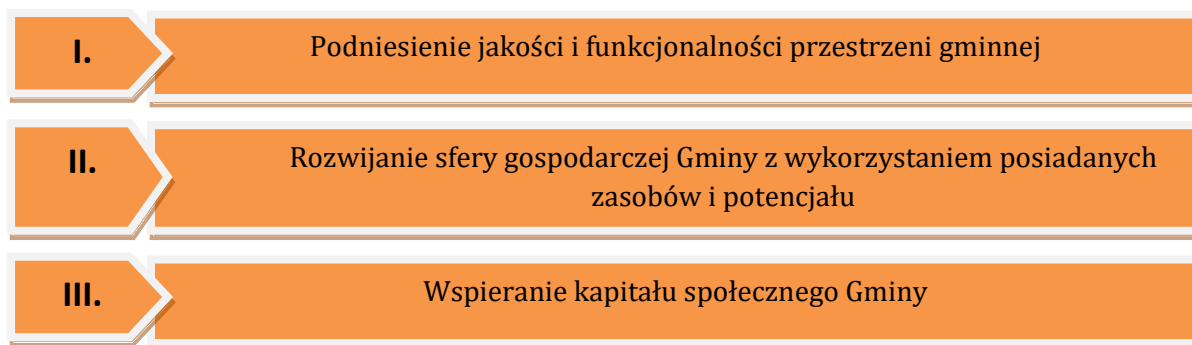 I.
Podniesienie jakości i funkcjonalności przestrzeni gminnej
II.
Rozwijanie sfery gospodarczej Gminy z wykorzystaniem posiadanych
zasobów i potencjału
III.
Wspieranie kapitału społecznego Gminy